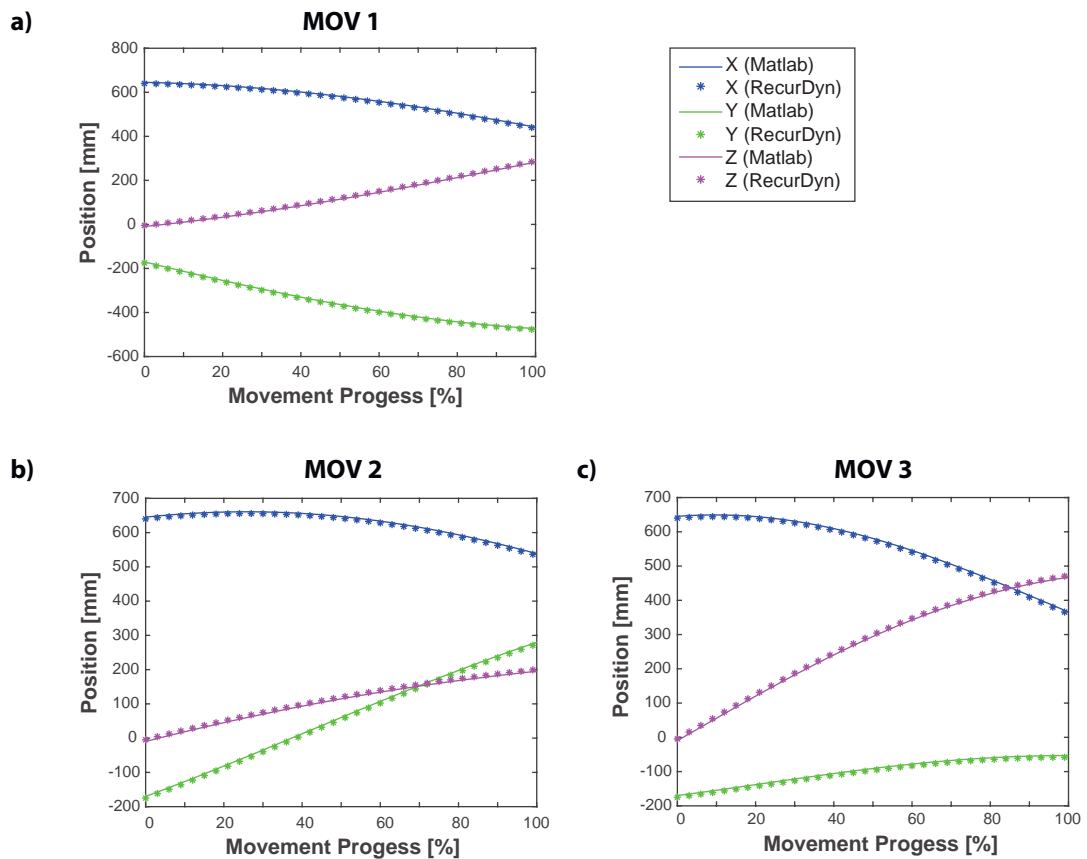 a)
MOV 1
800
600
400
200
0
-200
-400
-600
Position [mm]
0 20 40 60 80 100
Movement Progess [%]
X (Matlab)
X (RecurDyn)
Y (Matlab)
Y (RecurDyn)
Z (Matlab)
Z (RecurDyn)
b)
MOV 2
700
600
500
400
300
200
100
0
-100
-200
Position [mm]
0 20 40 60 80 100
Movement Progess [%]
c)
MOV 3
700
600
500
400
300
200
100
0
-100
-200
Position [mm]
0 20 40 60 80 100
Movement Progess [%]